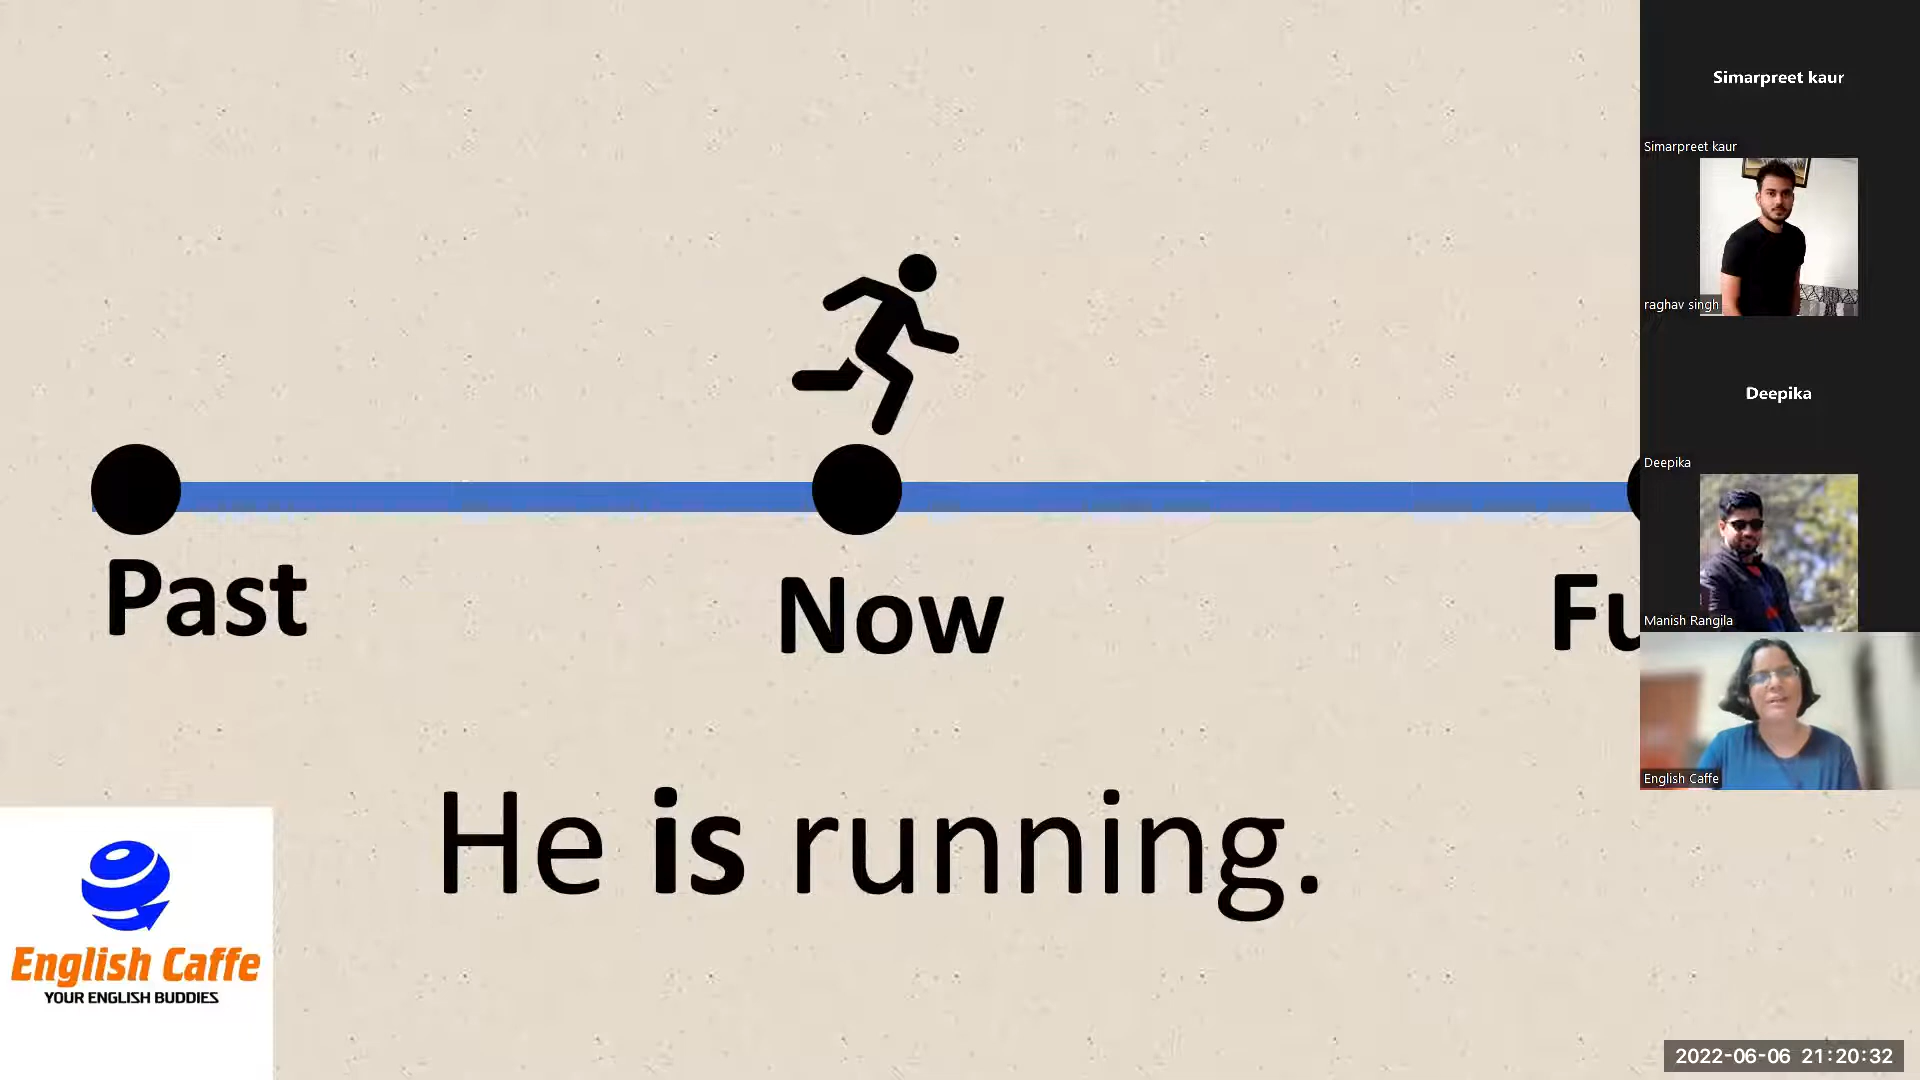 Simarpreet kaur
Simarpreet kaur
raghav singh
Deepika
Deepika
Manish Rangila
English Caffe
Past
Now
Fu
He is running.
English Caffe
YOUR ENGLISH BUDDIES
2022-06-06 21:20:32